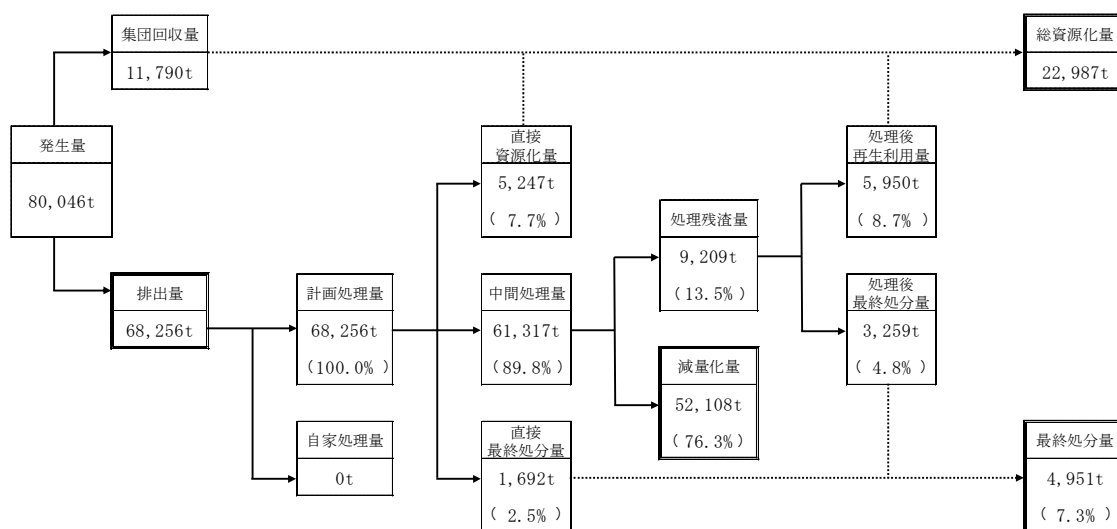 集団回収量
11,790t
総資源化量
22,987t
発生量
80,046t
直接
資源化量
5,247t
( 7.7% )
処理後
再生利用量
5,950t
( 8.7% )
処理残渣量
9,209t
(13.5% )
排出量
68,256t
計画処理量
68,256t
(100.0% )
中間処理量
61,317t
(89.8% )
処理後
最終処分量
3,259t
( 4.8% )
減量化量
52,108t
(76.3% )
自家処理量
0t
直接
最終処分量
1,692t
( 2.5% )
最終処分量
4,951t
( 7.3% )